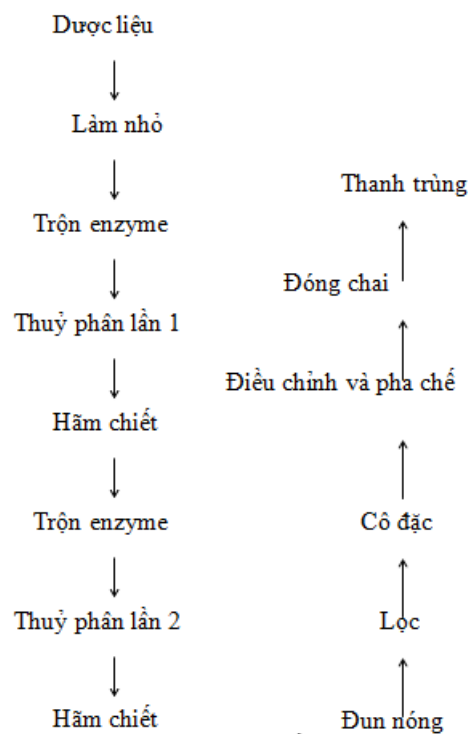 Dược liệu
Làm nhỏ
Trộn enzyme
Thuỷ phân lần 1
Hãm chiết
Trộn enzyme
Thuỷ phân lần 2
Hãm chiết
Đun nóng
Lọc
Cô đặc
Điều chỉnh và pha chế
Đóng chai
Thanh trùng